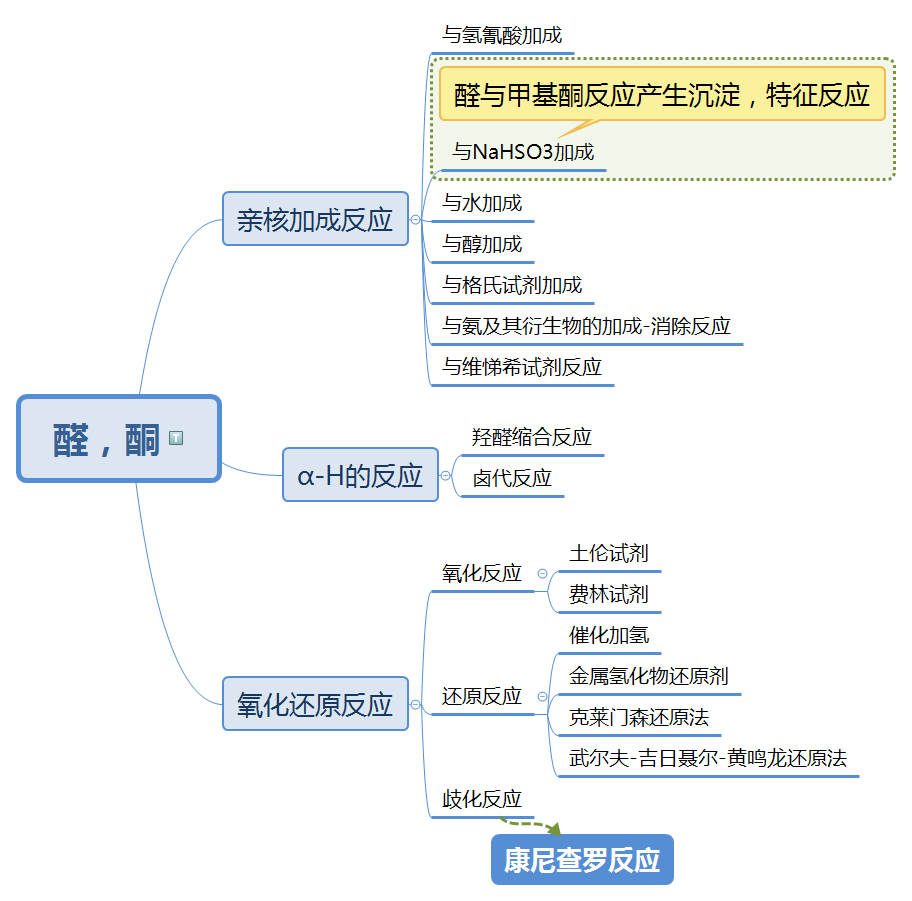 醛，酮
亲核加成反应
与氢氰酸加成
醛与甲基酮反应产生沉淀，特征反应
与NaHSO3加成
与水加成
与醇加成
与格氏试剂加成
与氨及其衍生物的加成-消除反应
与维悌希试剂反应
α-H的反应
羟醛缩合反应
卤代反应
氧化还原反应
氧化反应
土伦试剂
费林试剂
还原反应
催化加氢
金属氢化物还原剂
克莱门森还原法
武尔夫-吉日聂尔-黄鸣龙还原法
歧化反应
康尼查罗反应